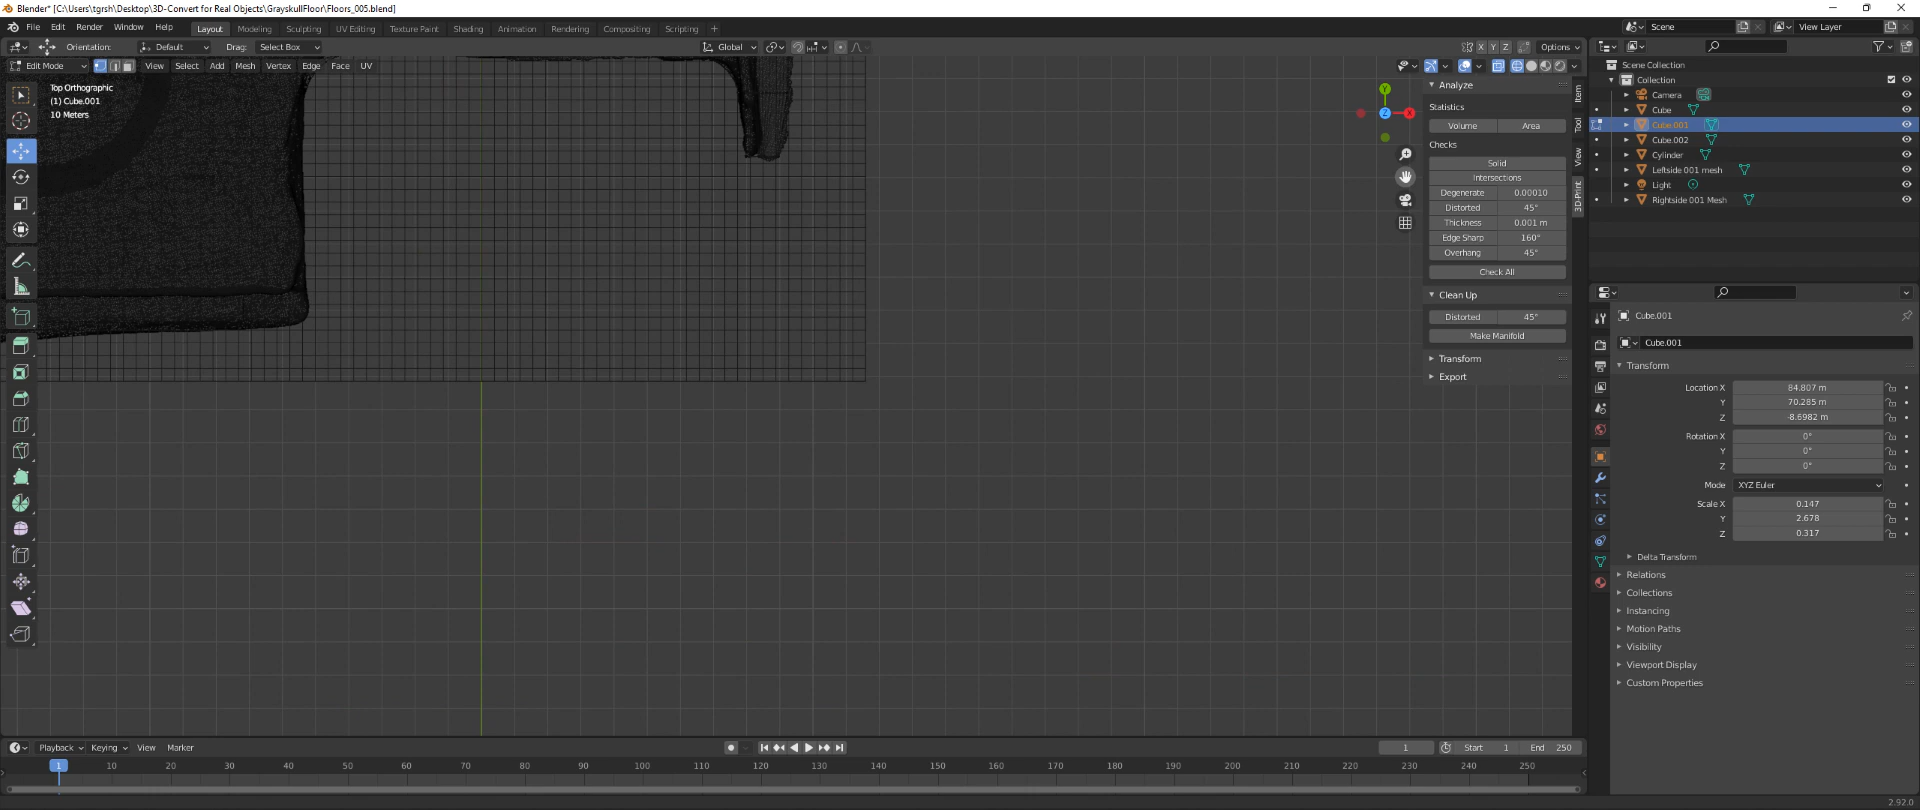 Blender* [C:\Users\tgrsh\Desktop\3D-Convert for Real Objects\GrayskullFloor\Floors_005.blend]
File Edit Render Window Help Layout Modeling Sculpting UV Editing Texture Paint Shading Animation Rendering Compositing Scripting + Scene View Layer
Orientation: Default Drag: Select Box Global X Y Z Options
Edit Mode View Select Add Mesh Vertex Edge Face UV
Top Orthographic
(1) Cube.001
10 Meters
Y
X
Z
Analyze
Statistics
Volume Area
Checks
Solid
Intersections
Degenerate 0.00010
Distorted 45°
Thickness 0.001 m
Edge Sharp 160°
Overhang 45°
Check All
Clean Up
Distorted 45°
Make Manifold
Transform
Export
Item
Tool
View
3D-Print
Scene Collection
Collection
Camera
Cube
Cube.001
Cube.002
Cylinder
Leftside 001 mesh
Light
Rightside 001 Mesh
Cube.001
Cube.001
Transform
Location X 84.807 m
Y 70.285 m
Z -8.6982 m
Rotation X 0°
Y 0°
Z 0°
Mode XYZ Euler
Scale X 0.147
Y 2.678
Z 0.317
Delta Transform
Relations
Collections
Instancing
Motion Paths
Visibility
Viewport Display
Custom Properties
Playback Keying View Marker 1 Start 1 End 250
1 10 20 30 40 50 60 70 80 90 100 110 120 130 140 150 160 170 180 190 200 210 220 230 240 250
2.92.0